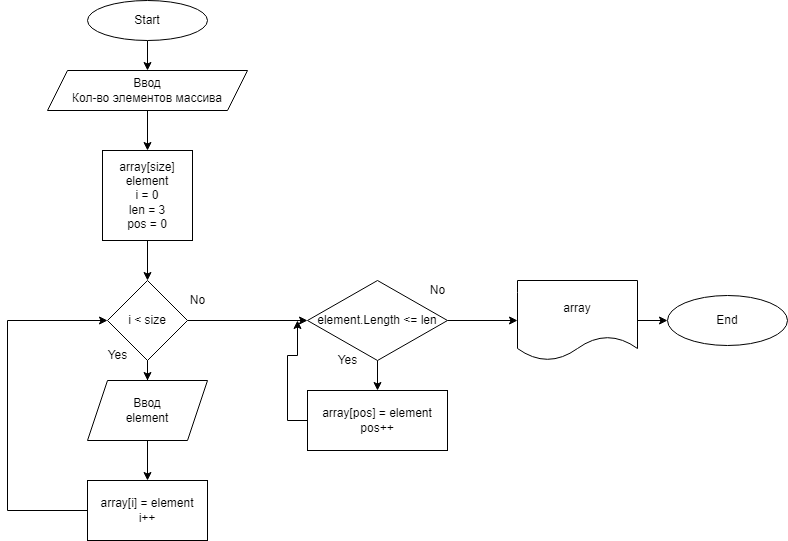 Start
Ввод
Кол-во элементов массива
array[size]
element
i = 0
len = 3
pos = 0
i < size
No
Yes
Ввод
element
array[i] = element
i++
element.Length <= len
No
Yes
array[pos] = element
pos++
array
End